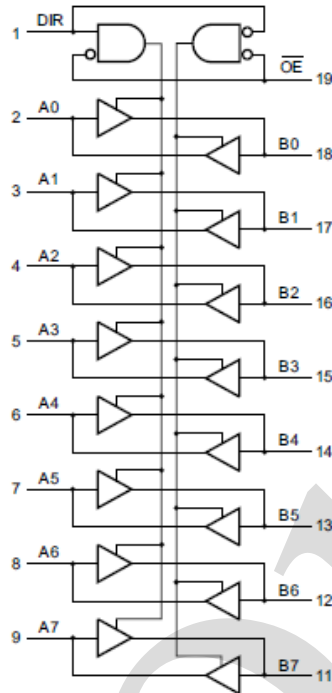 1 DIR
OE 19
2 A0
B0 18
3 A1
B1 17
4 A2
B2 16
5 A3
B3 15
6 A4
B4 14
7 A5
B5 13
8 A6
B6 12
9 A7
B7 11